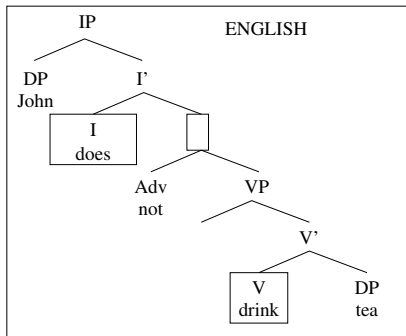 IP
ENGLISH
DP
I'
John
I
does
Adv
VP
not
V'
V
DP
drink
tea